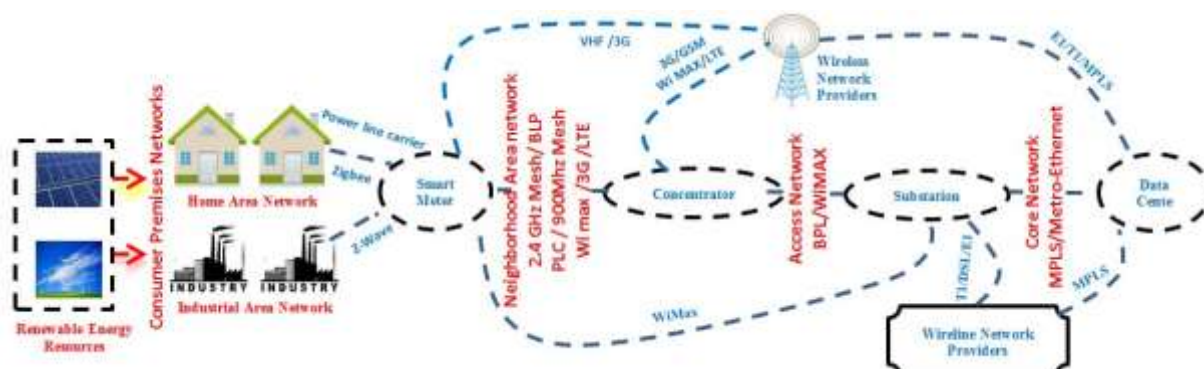 VHF /3G
3G/GSM
Wi MAX/LTE
Wireless
Network
Providers
E1/T1/MPLS
Consumer Premises Networks
Power line carrier
Zigbee
Z-Wave
Home Area Network
INDUSTRY
INDUSTRY
Industrial Area Network
Renewable Energy
Resources
Smart
Meter
Neighborhood Area network
2.4 GHz Mesh/ BLP
PLC / 900Mhz Mesh
Wi max /3G /LTE
Concentrator
Access Network
BPL/WIMAX
Substation
Core Network
MPLS/Metro-Ethernet
Data
Cente
WiMax
T1/DSL/E1
MPLS
Wireline Network
Providers